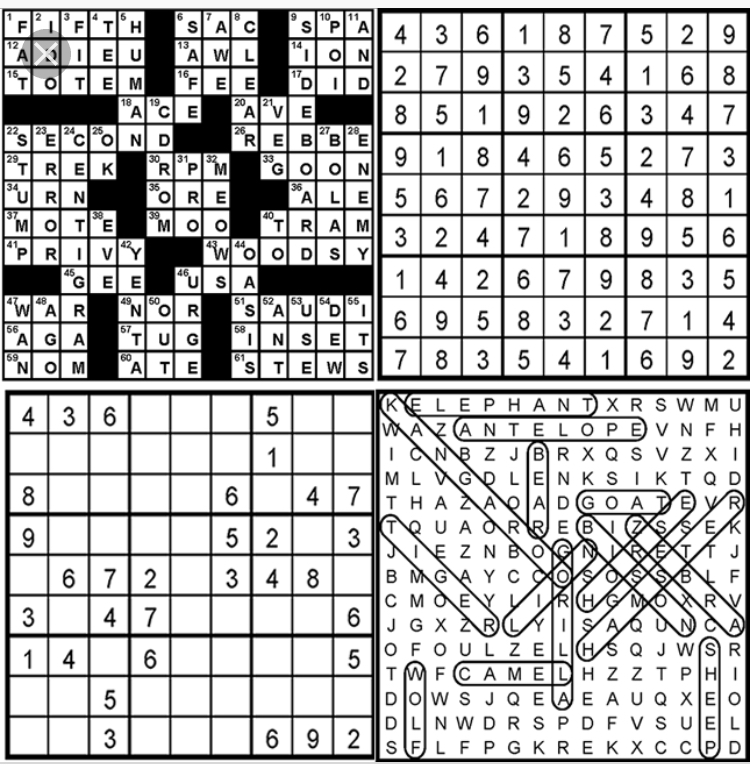 1F 2I 3F 4T 5H 6S 7A 8C 9S 10P 11A
12A D I E U 13A W L 14I O N
15T O T E M 16F E E 17D I D
18A 19C E 20A 21V E
22S 23E 24C 25O N D 26R E B 27B 28E
29T R E K 30R 31P 32M 33G O O N
34U R N 35O R E 36A L E
37M O T 38E 39M O O 40T R A M
41P R I V 42Y 43W 44O O D S Y
45G E E 46U S A
47W 48A R 49N 50O R 51S 52A 53U 54D 55I
56A G A 57T U G 58I N S E T
59N O M 60A T E 61S T E W S
4 3 6 1 8 7 5 2 9
2 7 9 3 5 4 1 6 8
8 5 1 9 2 6 3 4 7
9 1 8 4 6 5 2 7 3
5 6 7 2 9 3 4 8 1
3 2 4 7 1 8 9 5 6
1 4 2 6 7 9 8 3 5
6 9 5 8 3 2 7 1 4
7 8 3 5 4 1 6 9 2
4 3 6 5
1
8 6 4 7
9 5 2 3
6 7 2 3 4 8
3 4 7 6
1 4 6 5
5
3 6 9 2
K E L E P H A N T X R S W M U
W A Z A N T E L O P E V N F H
I C N B Z J B R X Q S V Z X I
M L V G D L E N K S I K T Q D
T H A Z A O A D G O A T E V R
T Q U A O R R E B I Z S S E K
J I E Z N B O G N I R E T T J
B M G A Y C C O S O S S B L F
C M O E Y L I R H G M O X R V
J G X Z R L Y I S A Q U N C A
O F O U L Z E L H S Q J W S R
T W F C A M E L H Z Z T P H I
D O W S J Q E A E A U Q X E O
D L N W D R S P D F V S U E L
S F L F P G K R E K X C C P D